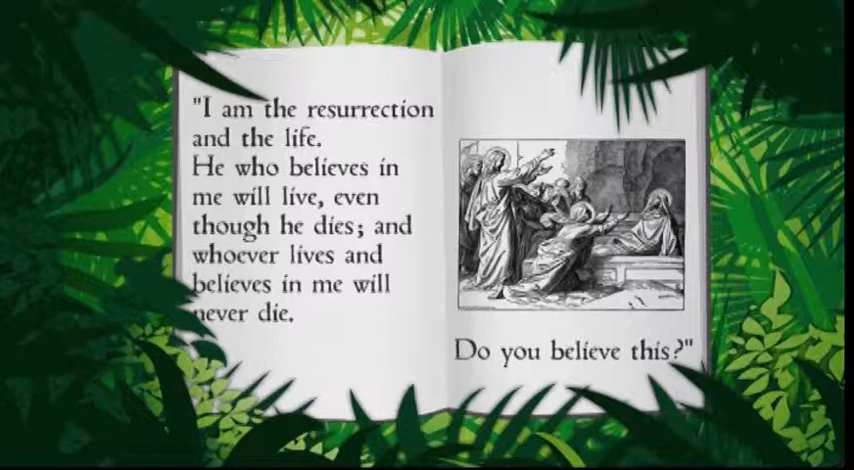 "I am the resurrection
and the life.
He who believes in
me will live, even
though he dies; and
whoever lives and
believes in me will
never die.
Do you believe this?"